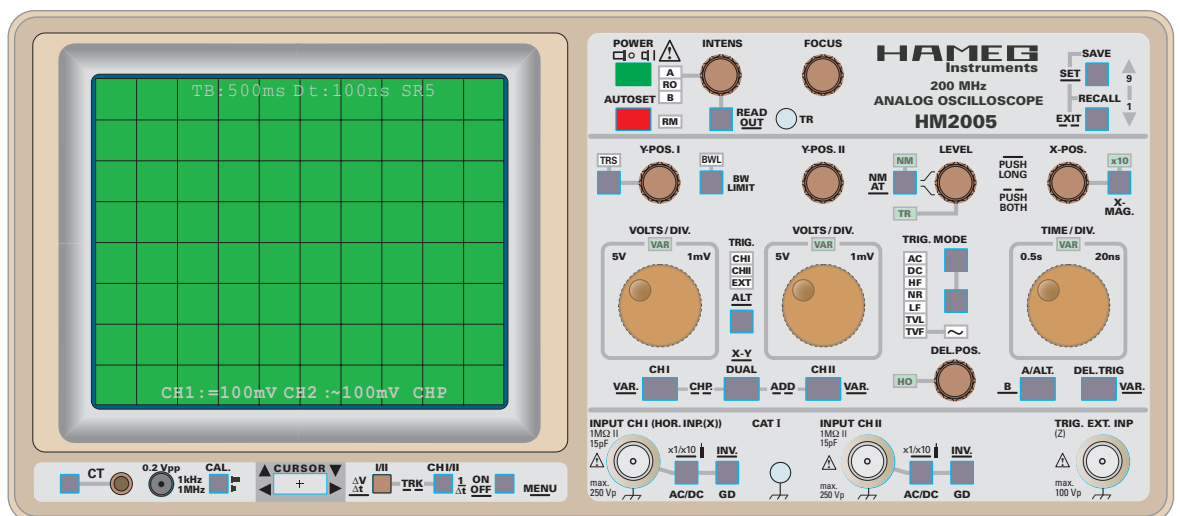 TB:500ms Dt:100ns SR5
CH1:=100mV CH2:~100mV CHP
POWER
INTENS
FOCUS
HAMEG
Instruments
200 MHz
ANALOG OSCILLOSCOPE
HM2005
SAVE
SET
9
RECALL
1
EXIT
A
RO
B
AUTOSET
RM
READ
OUT
TR
Y-POS. I
Y-POS. II
LEVEL
X-POS.
TRS
BWL
BW
LIMIT
NM
NM
AT
TR
PUSH
LONG
PUSH
BOTH
x10
X-
MAG.
VOLTS / DIV.
VAR
5V
1mV
TRIG.
CHI
CHII
EXT
ALT
X-Y
VOLTS / DIV.
VAR
5V
1mV
TRIG. MODE
AC
DC
HF
NR
LF
TVL
TVF
~
TIME / DIV.
VAR
0.5s
20ns
DEL.POS.
HO
VAR.
CH I
CHP.
DUAL
ADD
CH II
VAR.
A/ALT.
B
DEL.TRIG
VAR.
INPUT CH I (HOR. INP.(X))
1MΩ II
15pF
max.
250 Vp
x1/x10
INV.
AC/DC
GD
CAT I
INPUT CH II
1MΩ II
15pF
max.
250 Vp
x1/x10
INV.
AC/DC
GD
TRIG. EXT. INP
(Z)
max.
100 Vp
CT
0.2 Vpp
1kHz
1MHz
CAL.
CURSOR
+
I/II
ΔV
Δt
TRK
CH I/II
1
Δt
ON
OFF
MENU